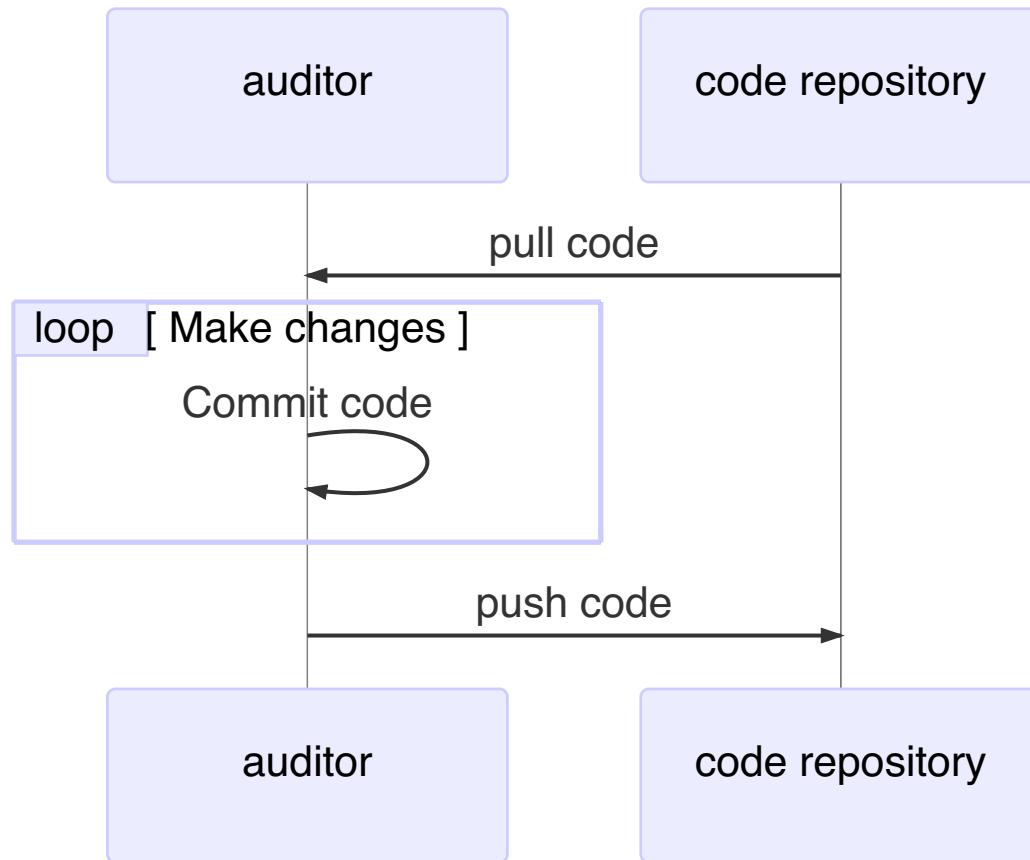 auditor
code repository
pull code
loop [ Make changes ]
Commit code
push code
auditor
code repository